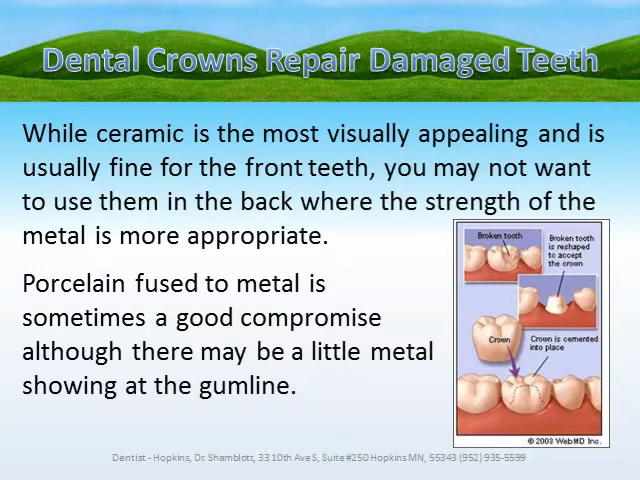 Dental Crowns Repair Damaged Teeth
While ceramic is the most visually appealing and is
usually fine for the front teeth, you may not want
to use them in the back where the strength of the
metal is more appropriate.
Porcelain fused to metal is
sometimes a good compromise
although there may be a little metal
showing at the gumline.
Broken tooth
Broken tooth
is reshaped
to accept
the crown
Crown
Crown is cemented
into place
© 2003 WebMD Inc.
Dentist - Hopkins, Dr. Shamblott, 33 10th Ave S, Suite #250 Hopkins MN, 55343 (952) 935-5599